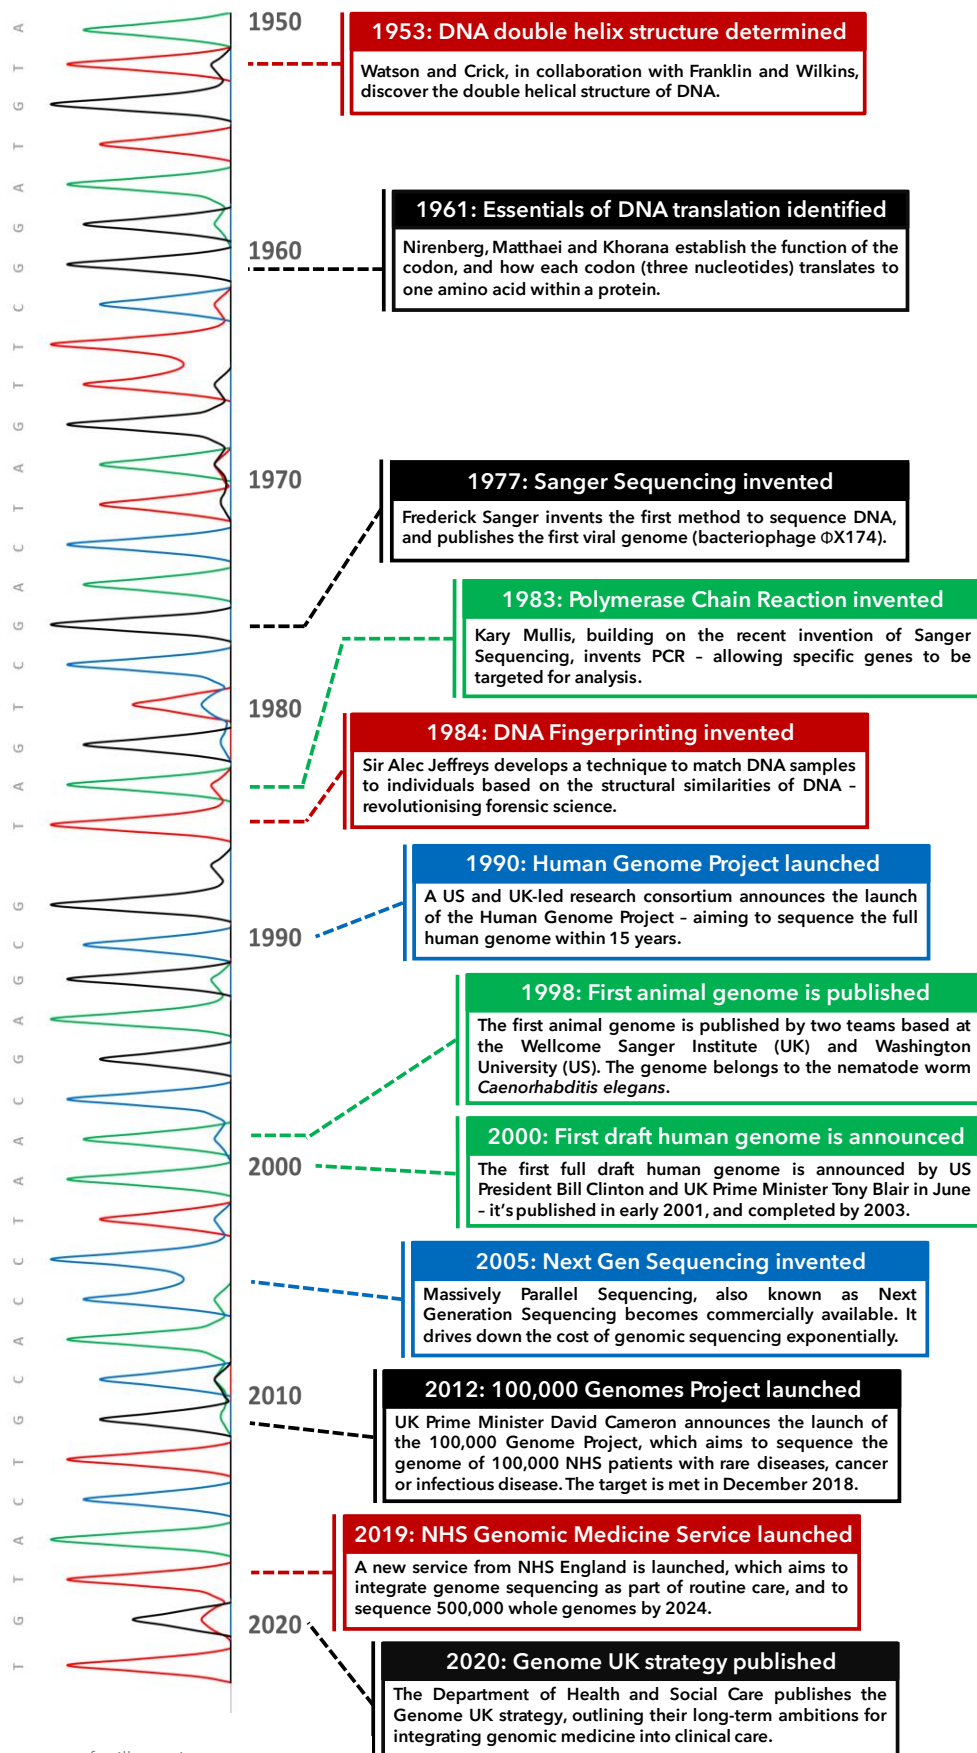 A T G T A G G C T T G A T C A G C T G A T G C G A G C A A T C C A C G T C A T G T
1950
1953: DNA double helix structure determined
Watson and Crick, in collaboration with Franklin and Wilkins,
discover the double helical structure of DNA.
1960
1961: Essentials of DNA translation identified
Nirenberg, Matthaei and Khorana establish the function of the
codon, and how each codon (three nucleotides) translates to
one amino acid within a protein.
1970
1977: Sanger Sequencing invented
Frederick Sanger invents the first method to sequence DNA,
and publishes the first viral genome (bacteriophage ΦX174).
1983: Polymerase Chain Reaction invented
Kary Mullis, building on the recent invention of Sanger
Sequencing, invents PCR – allowing specific genes to be
targeted for analysis.
1980
1984: DNA Fingerprinting invented
Sir Alec Jeffreys develops a technique to match DNA samples
to individuals based on the structural similarities of DNA –
revolutionising forensic science.
1990: Human Genome Project launched
A US and UK-led research consortium announces the launch
of the Human Genome Project – aiming to sequence the full
human genome within 15 years.
1990
1998: First animal genome is published
The first animal genome is published by two teams based at
the Wellcome Sanger Institute (UK) and Washington
University (US). The genome belongs to the nematode worm
Caenorhabditis elegans.
2000
2000: First draft human genome is announced
The first full draft human genome is announced by US
President Bill Clinton and UK Prime Minister Tony Blair in June
– it's published in early 2001, and completed by 2003.
2005: Next Gen Sequencing invented
Massively Parallel Sequencing, also known as Next
Generation Sequencing becomes commercially available. It
drives down the cost of genomic sequencing exponentially.
2010
2012: 100,000 Genomes Project launched
UK Prime Minister David Cameron announces the launch of
the 100,000 Genome Project, which aims to sequence the
genome of 100,000 NHS patients with rare diseases, cancer
or infectious disease. The target is met in December 2018.
2019: NHS Genomic Medicine Service launched
A new service from NHS England is launched, which aims to
integrate genome sequencing as part of routine care, and to
sequence 500,000 whole genomes by 2024.
2020
2020: Genome UK strategy published
The Department of Health and Social Care publishes the
Genome UK strategy, outlining their long-term ambitions for
integrating genomic medicine into clinical care.